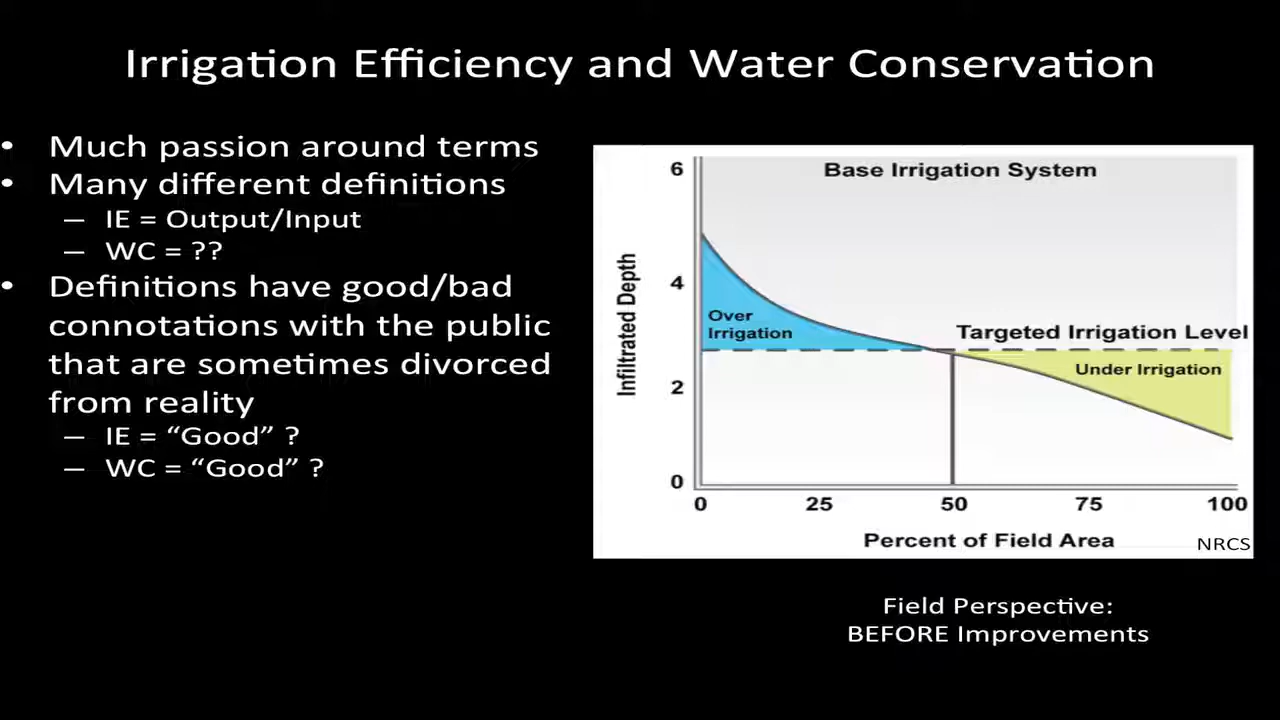 Irrigation Efficiency and Water Conservation
• Much passion around terms
• Many different definitions
– IE = Output/Input
– WC = ??
• Definitions have good/bad
connotations with the public
that are sometimes divorced
from reality
– IE = “Good” ?
– WC = “Good” ?
Base Irrigation System
6
4
2
0
Infiltrated Depth
Over
Irrigation
Targeted Irrigation Level
Under Irrigation
0 25 50 75 100
Percent of Field Area
NRCS
Field Perspective:
BEFORE Improvements